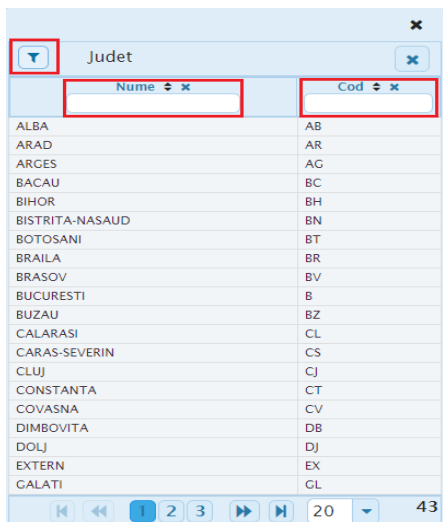 Judet
Nume Cod
ALBA AB
ARAD AR
ARGES AG
BACAU BC
BIHOR BH
BISTRITA-NASAUD BN
BOTOSANI BT
BRAILA BR
BRASOV BV
BUCURESTI B
BUZAU BZ
CALARASI CL
CARAS-SEVERIN CS
CLUJ CJ
CONSTANTA CT
COVASNA CV
DIMBOVITA DB
DOLJ DJ
EXTERN EX
GALATI GL
1 2 3 20 43